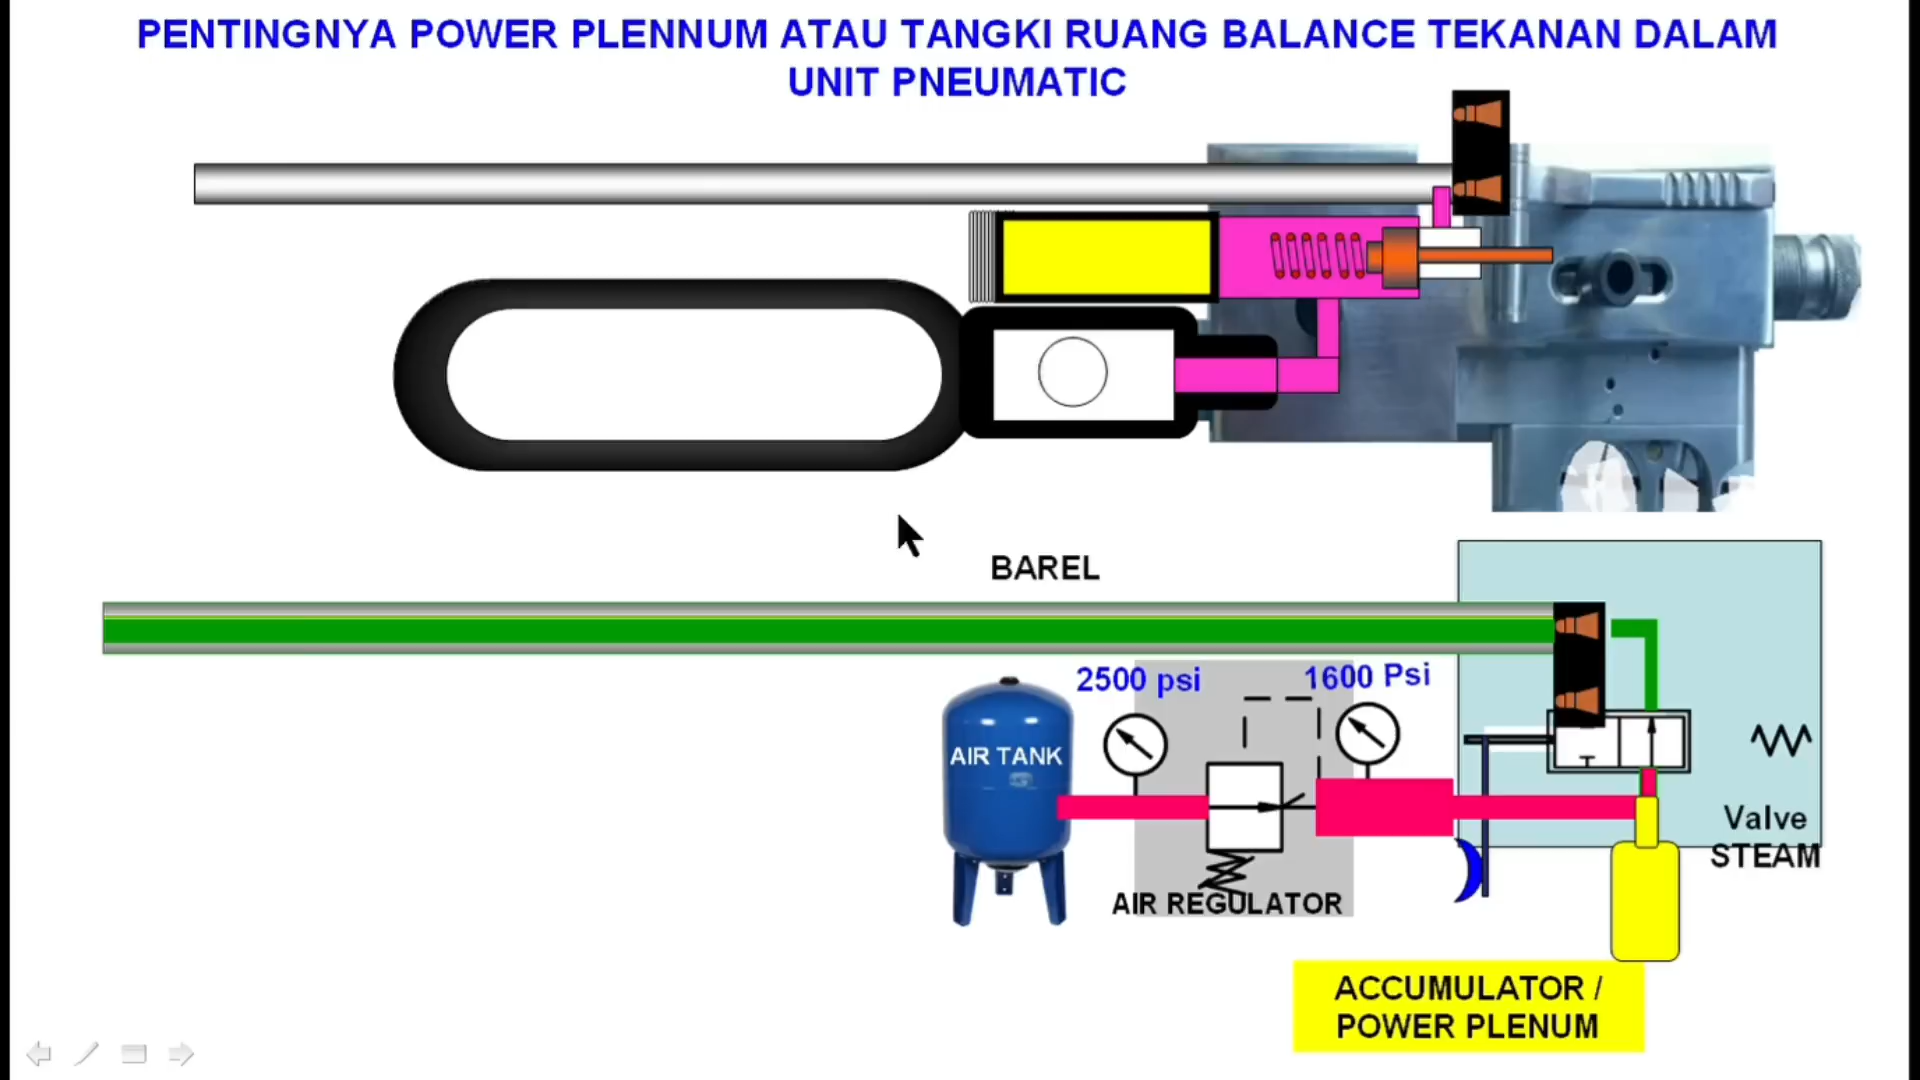 PENTINGNYA POWER PLENNUM ATAU TANGKI RUANG BALANCE TEKANAN DALAM
UNIT PNEUMATIC
BAREL
2500 psi
1600 Psi
AIR TANK
Valve
STEAM
AIR REGULATOR
ACCUMULATOR /
POWER PLENUM